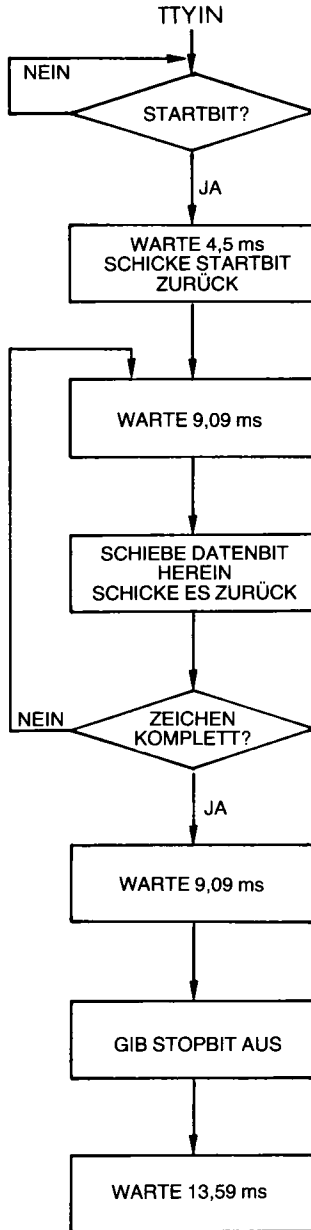 TTYIN
NEIN
STARTBIT?
JA
WARTE 4,5 ms
SCHICKE STARTBIT
ZURÜCK
WARTE 9,09 ms
SCHIEBE DATENBIT
HEREIN
SCHICKE ES ZURÜCK
NEIN
ZEICHEN
KOMPLETT?
JA
WARTE 9,09 ms
GIB STOPBIT AUS
WARTE 13,59 ms